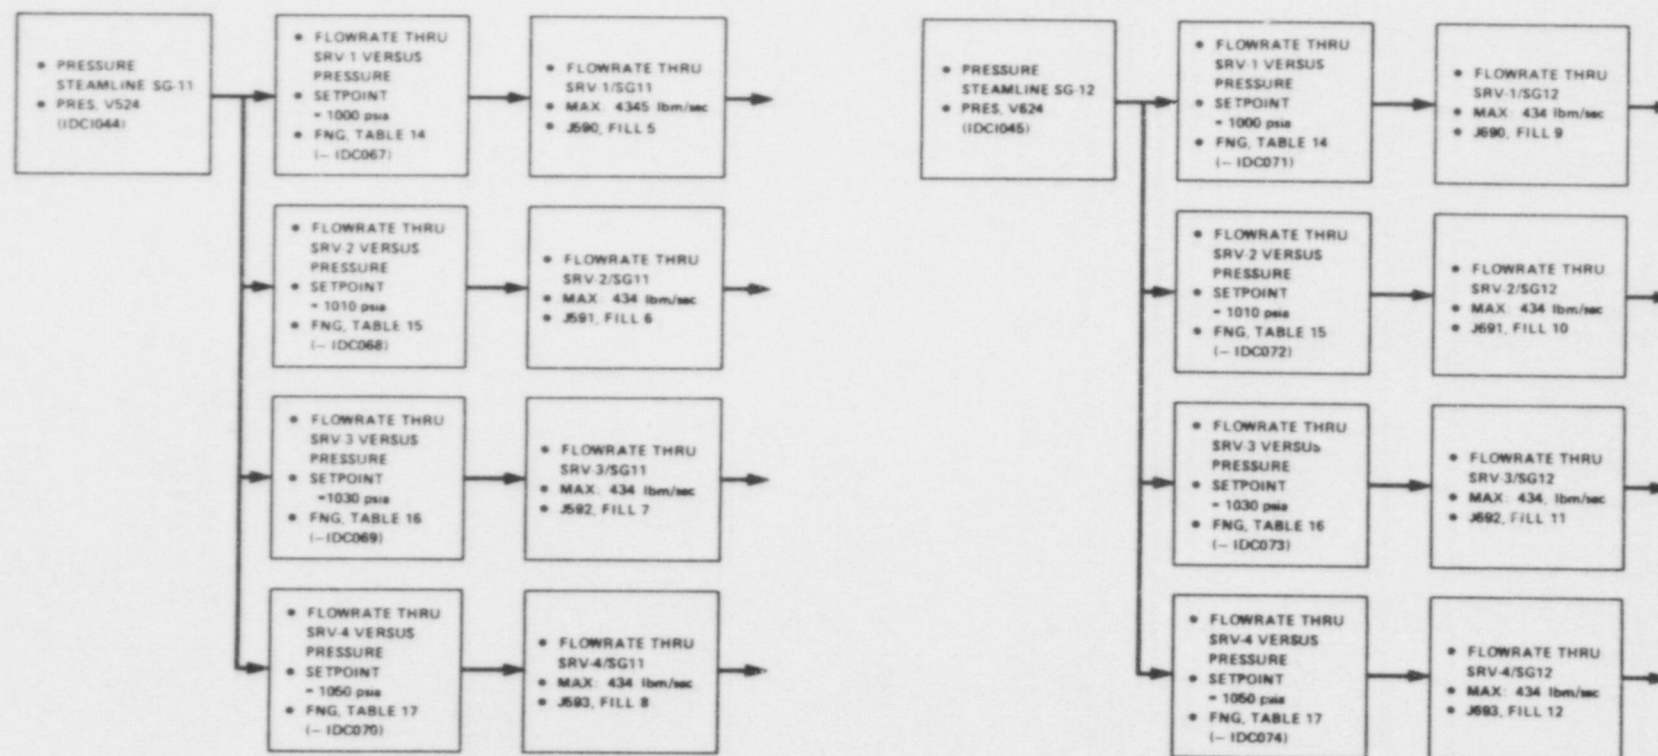 • PRESSURE
STEAMLINE SG-11
• PRES, V524
(IDCI044)
• FLOWRATE THRU
SRV-1 VERSUS
PRESSURE
• SETPOINT
= 1000 psia
• FNG, TABLE 14
(– IDC067)
• FLOWRATE THRU
SRV-1/SG11
• MAX: 4345 lbm/sec
• J590, FILL 5
• FLOWRATE THRU
SRV-2 VERSUS
PRESSURE
• SETPOINT
= 1010 psia
• FNG, TABLE 15
(– IDC068)
• FLOWRATE THRU
SRV-2/SG11
• MAX: 434 lbm/sec
• J591, FILL 6
• FLOWRATE THRU
SRV-3 VERSUS
PRESSURE
• SETPOINT
=1030 psia
• FNG, TABLE 16
(–IDC069)
• FLOWRATE THRU
SRV-3/SG11
• MAX: 434 lbm/sec
• J592, FILL 7
• FLOWRATE THRU
SRV-4 VERSUS
PRESSURE
• SETPOINT
= 1050 psia
• FNG, TABLE 17
(– IDC070)
• FLOWRATE THRU
SRV-4/SG11
• MAX: 434 lbm/sec
• J593, FILL 8
• PRESSURE
STEAMLINE SG-12
• PRES, V624
(IDCI045)
• FLOWRATE THRU
SRV-1 VERSUS
PRESSURE
• SETPOINT
= 1000 psia
• FNG, TABLE 14
(– IDC071)
• FLOWRATE THRU
SRV-1/SG12
• MAX: 434 lbm/sec
• J690, FILL 9
• FLOWRATE THRU
SRV-2 VERSUS
PRESSURE
• SETPOINT
= 1010 psia
• FNG, TABLE 15
(– IDC072)
• FLOWRATE THRU
SRV-2/SG12
• MAX: 434 lbm/sec
• J691, FILL 10
• FLOWRATE THRU
SRV-3 VERSUS
PRESSURE
• SETPOINT
= 1030 psia
• FNG, TABLE 16
(– IDC073)
• FLOWRATE THRU
SRV-3/SG12
• MAX: 434, lbm/sec
• J692, FILL 11
• FLOWRATE THRU
SRV-4 VERSUS
PRESSURE
• SETPOINT
= 1050 psia
• FNG, TABLE 17
(– IDC074)
• FLOWRATE THRU
SRV-4/SG12
• MAX: 434 lbm/sec
• J693, FILL 12